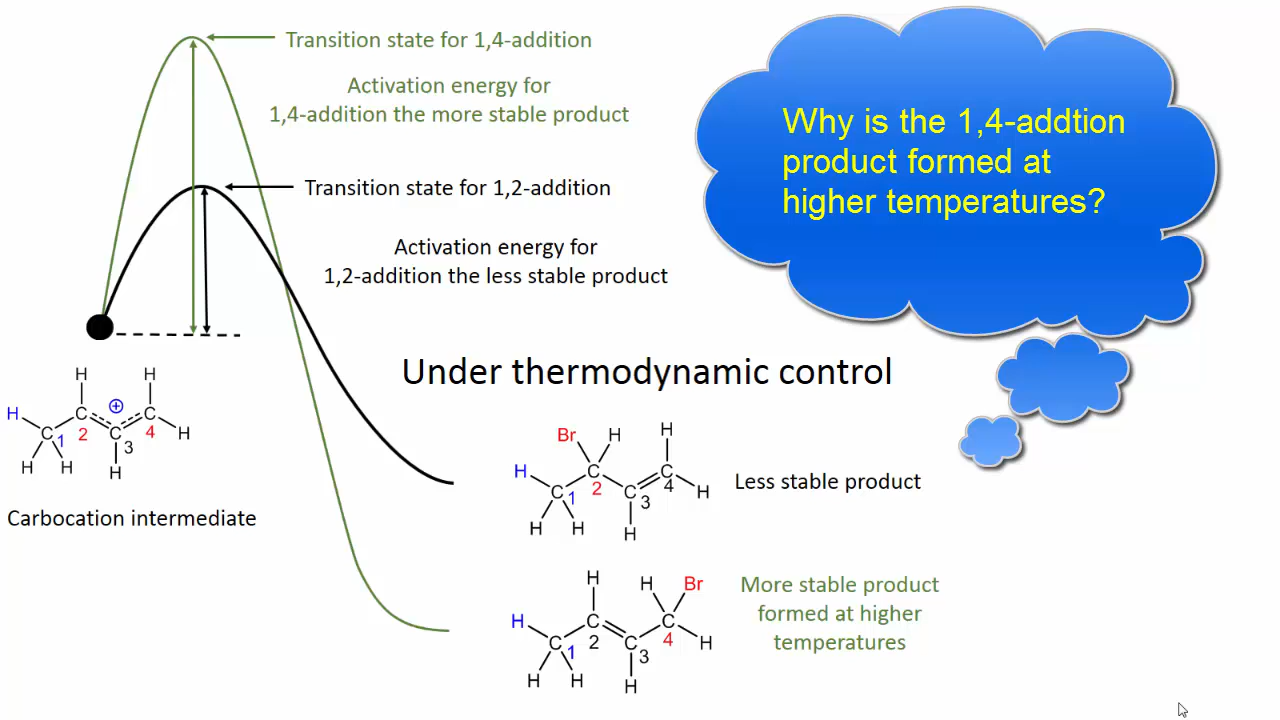 Transition state for 1,4-addition
Activation energy for
1,4-addition the more stable product
Transition state for 1,2-addition
Activation energy for
1,2-addition the less stable product
Why is the 1,4-addtion
product formed at
higher temperatures?
Under thermodynamic control
H H
H C C C C H
1 2 3 4
H H H
+
Carbocation intermediate
Br H H
H C C C C H
1 2 3 4
H H H
Less stable product
H H Br
H C C C C H
1 2 3 4
H H H
More stable product
formed at higher
temperatures